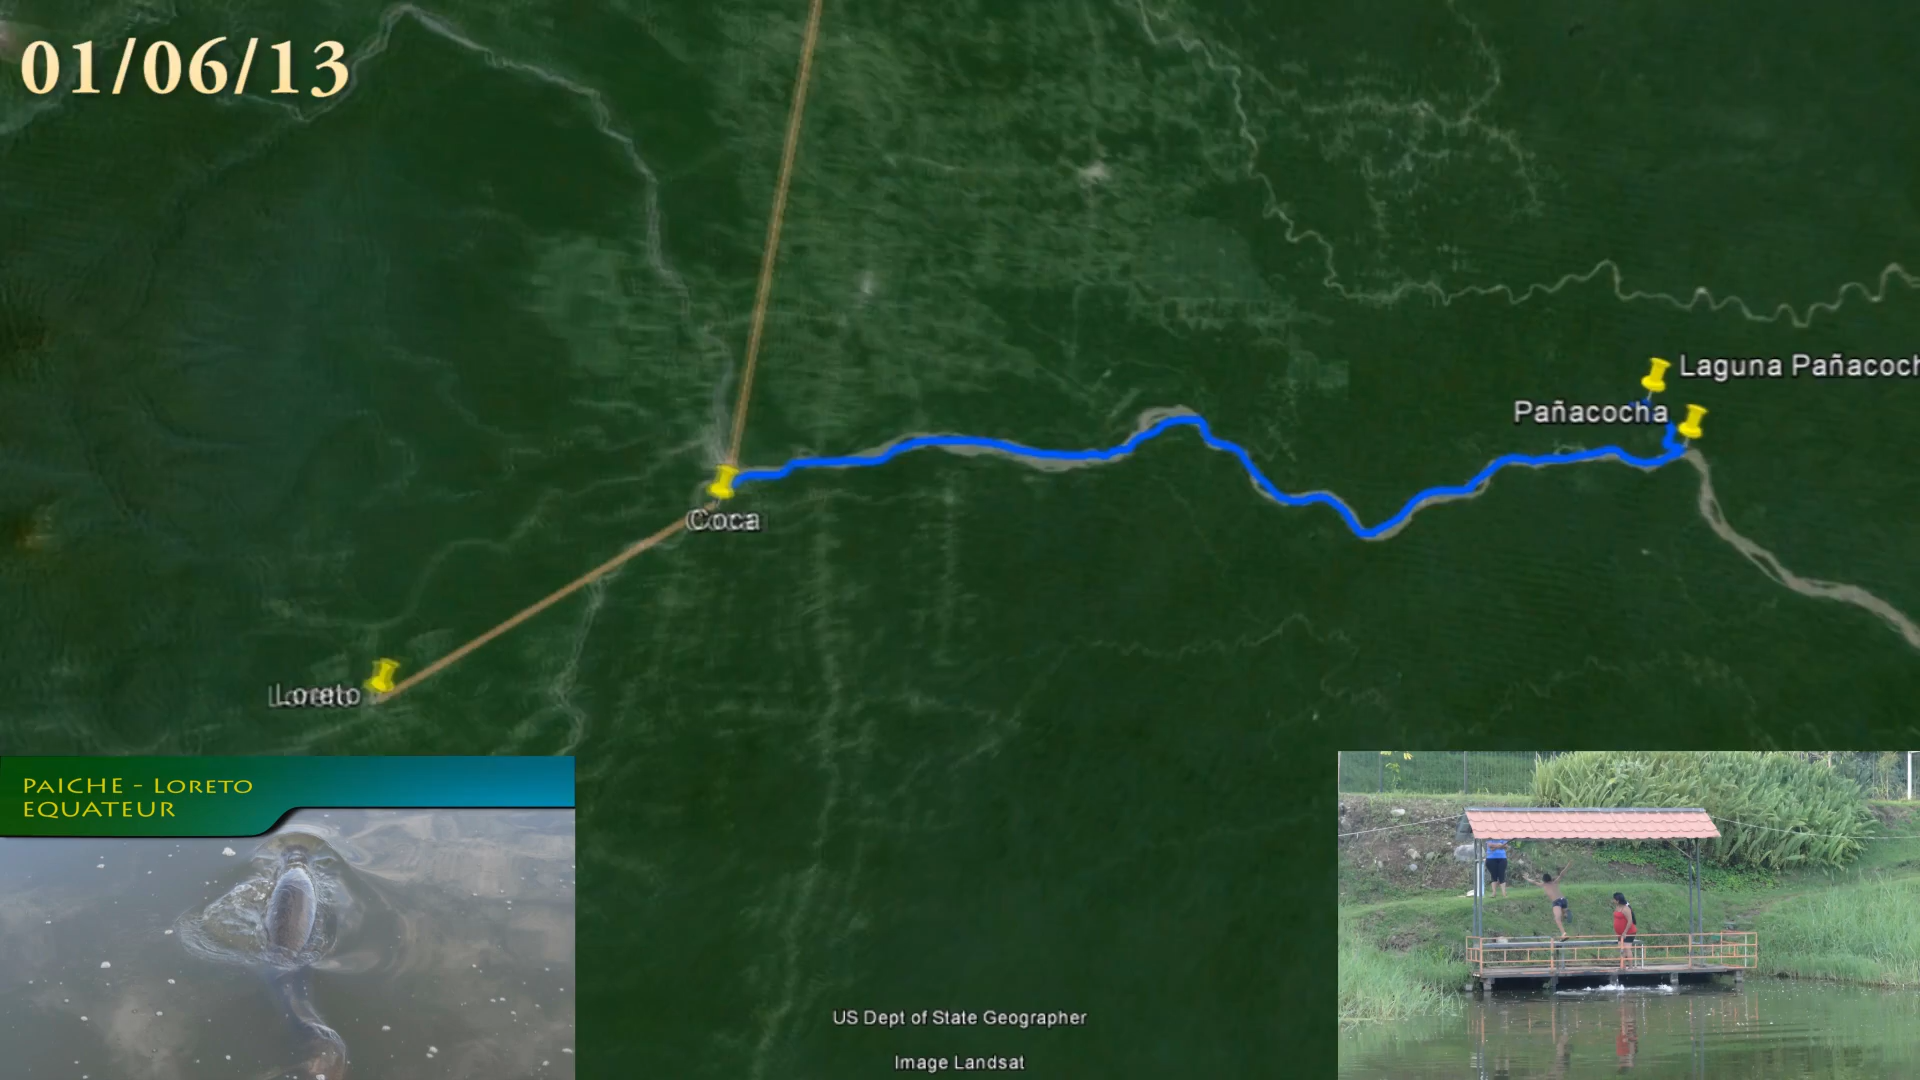 01/06/13
Laguna Pañacoch
Pañacocha
Coca
Loreto
PAICHE - LORETO
EQUATEUR
US Dept of State Geographer
Image Landsat